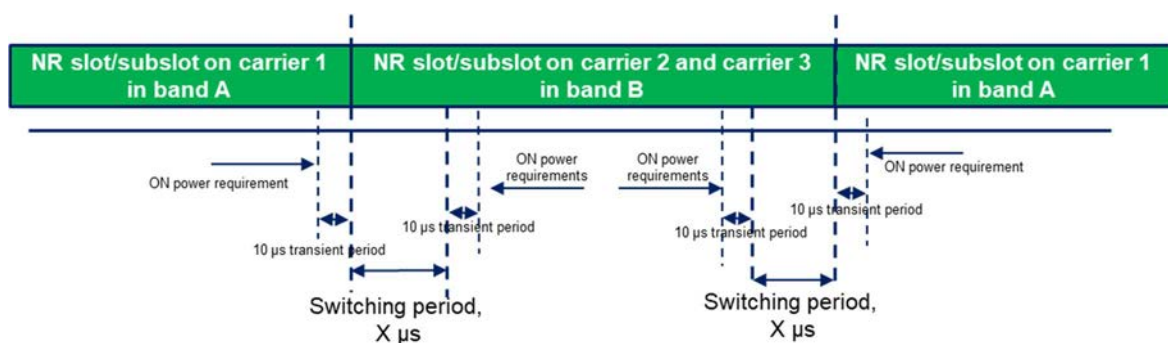 NR slot/subslot on carrier 1
in band A
NR slot/subslot on carrier 2 and carrier 3
in band B
NR slot/subslot on carrier 1
in band A
ON power requirement
ON power
requirements
ON power
requirements
ON power requirement
10 µs transient period
10 µs transient period
10 µs transient period
10 µs transient period
Switching period,
X µs
Switching period,
X µs